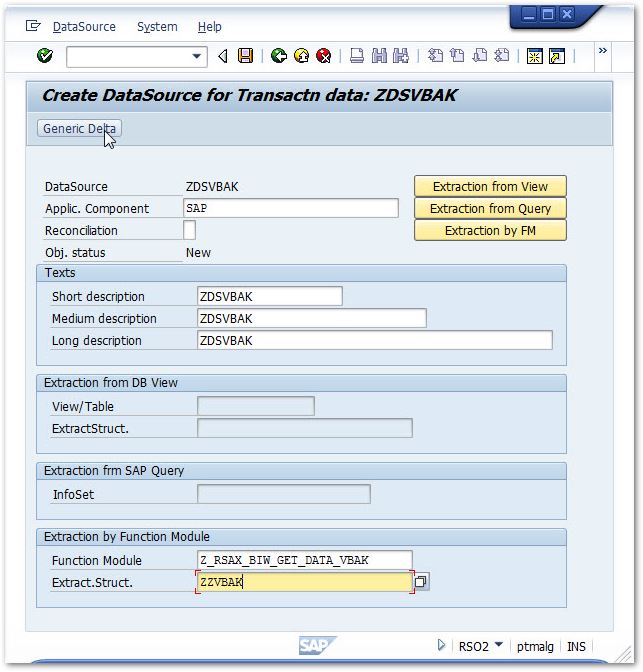 DataSource System Help
»
Create DataSource for Transactn data: ZDSVBAK
Generic Delta
DataSource ZDSVBAK Extraction from View
Applic. Component SAP Extraction from Query
Reconciliation Extraction by FM
Obj. status New
Texts
Short description ZDSVBAK
Medium description ZDSVBAK
Long description ZDSVBAK
Extraction from DB View
View/Table
ExtractStruct.
Extraction frm SAP Query
InfoSet
Extraction by Function Module
Function Module Z_RSAX_BIW_GET_DATA_VBAK
Extract.Struct. ZZVBAK
SAP RSO2 ptmalg INS